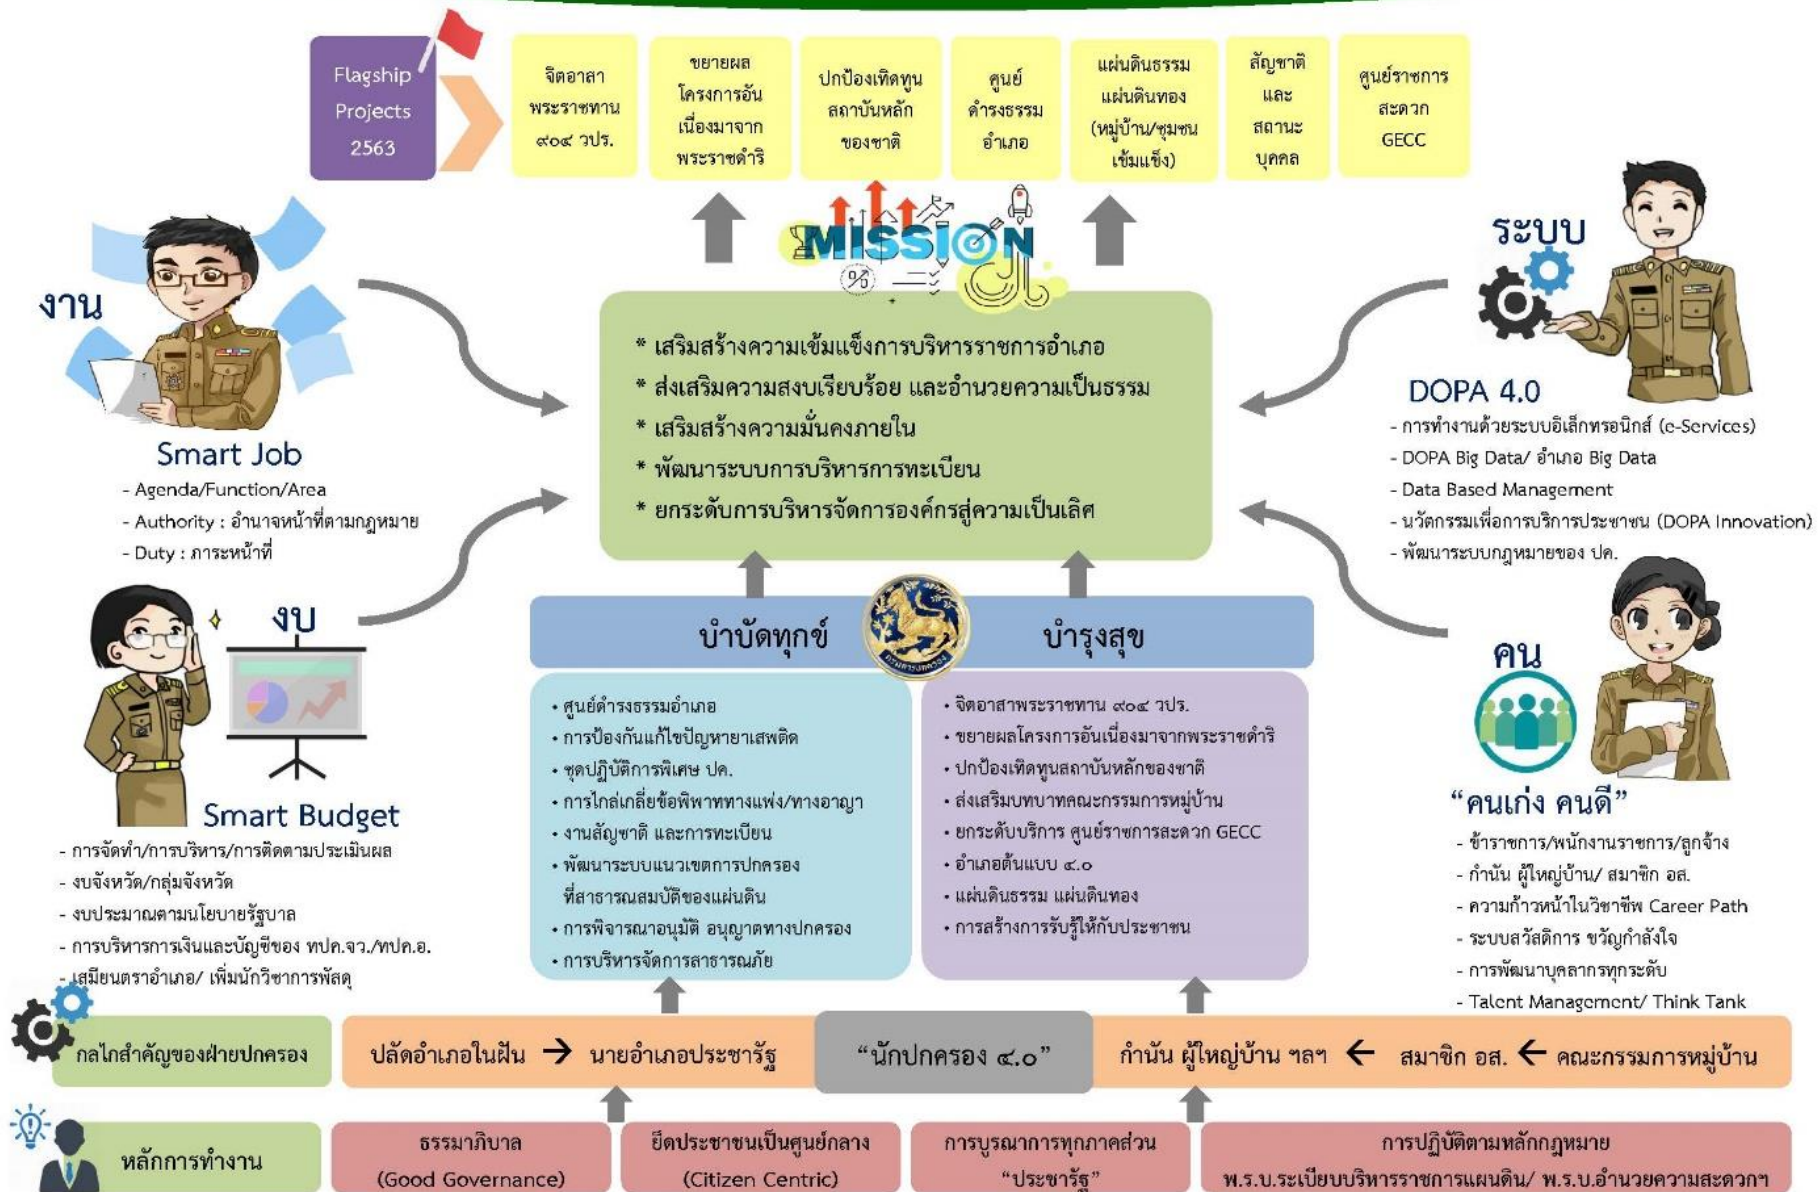 Flagship
Projects
2563
จิตอาสา
พระราชทาน
๙๐๔ วปร.
ขยายผล
โครงการอัน
เนื่องมาจาก
พระราชดำริ
ปกป้องเทิดทูน
สถาบันหลัก
ของชาติ
ศูนย์
ดำรงธรรม
อำเภอ
แผ่นดินธรรม
แผ่นดินทอง
(หมู่บ้าน/ชุมชน
เข้มแข็ง)
สัญชาติ
และ
สถานะ
บุคคล
ศูนย์ราชการ
สะดวก
GECC
MISSION
งาน
Smart Job
- Agenda/Function/Area
- Authority : อำนาจหน้าที่ตามกฎหมาย
- Duty : ภาระหน้าที่
* เสริมสร้างความเข้มแข็งการบริหารราชการอำเภอ
* ส่งเสริมความสงบเรียบร้อย และอำนวยความเป็นธรรม
* เสริมสร้างความมั่นคงภายใน
* พัฒนาระบบการบริหารการทะเบียน
* ยกระดับการบริหารจัดการองค์กรสู่ความเป็นเลิศ
ระบบ
DOPA 4.0
- การทำงานด้วยระบบอิเล็กทรอนิกส์ (e-Services)
- DOPA Big Data/ อำเภอ Big Data
- Data Based Management
- นวัตกรรมเพื่อการบริการประชาชน (DOPA Innovation)
- พัฒนาระบบกฎหมายของ ปค.
งบ
Smart Budget
- การจัดทำ/การบริหาร/การติดตามประเมินผล
- งบจังหวัด/กลุ่มจังหวัด
- งบประมาณตามนโยบายรัฐบาล
- การบริหารการเงินและบัญชีของ ทปค.จว./ทปค.อ.
- เสมียนตราอำเภอ/ เพิ่มนักวิชาการพัสดุ
บำบัดทุกข์
กรมการปกครอง
บำรุงสุข
• ศูนย์ดำรงธรรมอำเภอ
• การป้องกันแก้ไขปัญหายาเสพติด
• ชุดปฏิบัติการพิเศษ ปค.
• การไกล่เกลี่ยข้อพิพาททางแพ่ง/ทางอาญา
• งานสัญชาติ และการทะเบียน
• พัฒนาระบบแนวเขตการปกครอง
ที่สาธารณสมบัติของแผ่นดิน
• การพิจารณาอนุมัติ อนุญาตทางปกครอง
• การบริหารจัดการสาธารณภัย
• จิตอาสาพระราชทาน ๙๐๔ วปร.
• ขยายผลโครงการอันเนื่องมาจากพระราชดำริ
• ปกป้องเทิดทูนสถาบันหลักของชาติ
• ส่งเสริมบทบาทคณะกรรมการหมู่บ้าน
• ยกระดับบริการ ศูนย์ราชการสะดวก GECC
• อำเภอต้นแบบ ๔.๐
• แผ่นดินธรรม แผ่นดินทอง
• การสร้างการรับรู้ให้กับประชาชน
คน
“คนเก่ง คนดี”
- ข้าราชการ/พนักงานราชการ/ลูกจ้าง
- กำนัน ผู้ใหญ่บ้าน/ สมาชิก อส.
- ความก้าวหน้าในวิชาชีพ Career Path
- ระบบสวัสดิการ ขวัญกำลังใจ
- การพัฒนาบุคลากรทุกระดับ
- Talent Management/ Think Tank
กลไกสำคัญของฝ่ายปกครอง
ปลัดอำเภอในฝัน → นายอำเภอประชารัฐ
“นักปกครอง ๔.๐”
กำนัน ผู้ใหญ่บ้าน ฯลฯ ← สมาชิก อส. ← คณะกรรมการหมู่บ้าน
หลักการทำงาน
ธรรมาภิบาล
(Good Governance)
ยึดประชาชนเป็นศูนย์กลาง
(Citizen Centric)
การบูรณาการทุกภาคส่วน
“ประชารัฐ”
การปฏิบัติตามหลักกฎหมาย
พ.ร.บ.ระเบียบบริหารราชการแผนดิน/ พ.ร.บ.อำนวยความสะดวกฯ